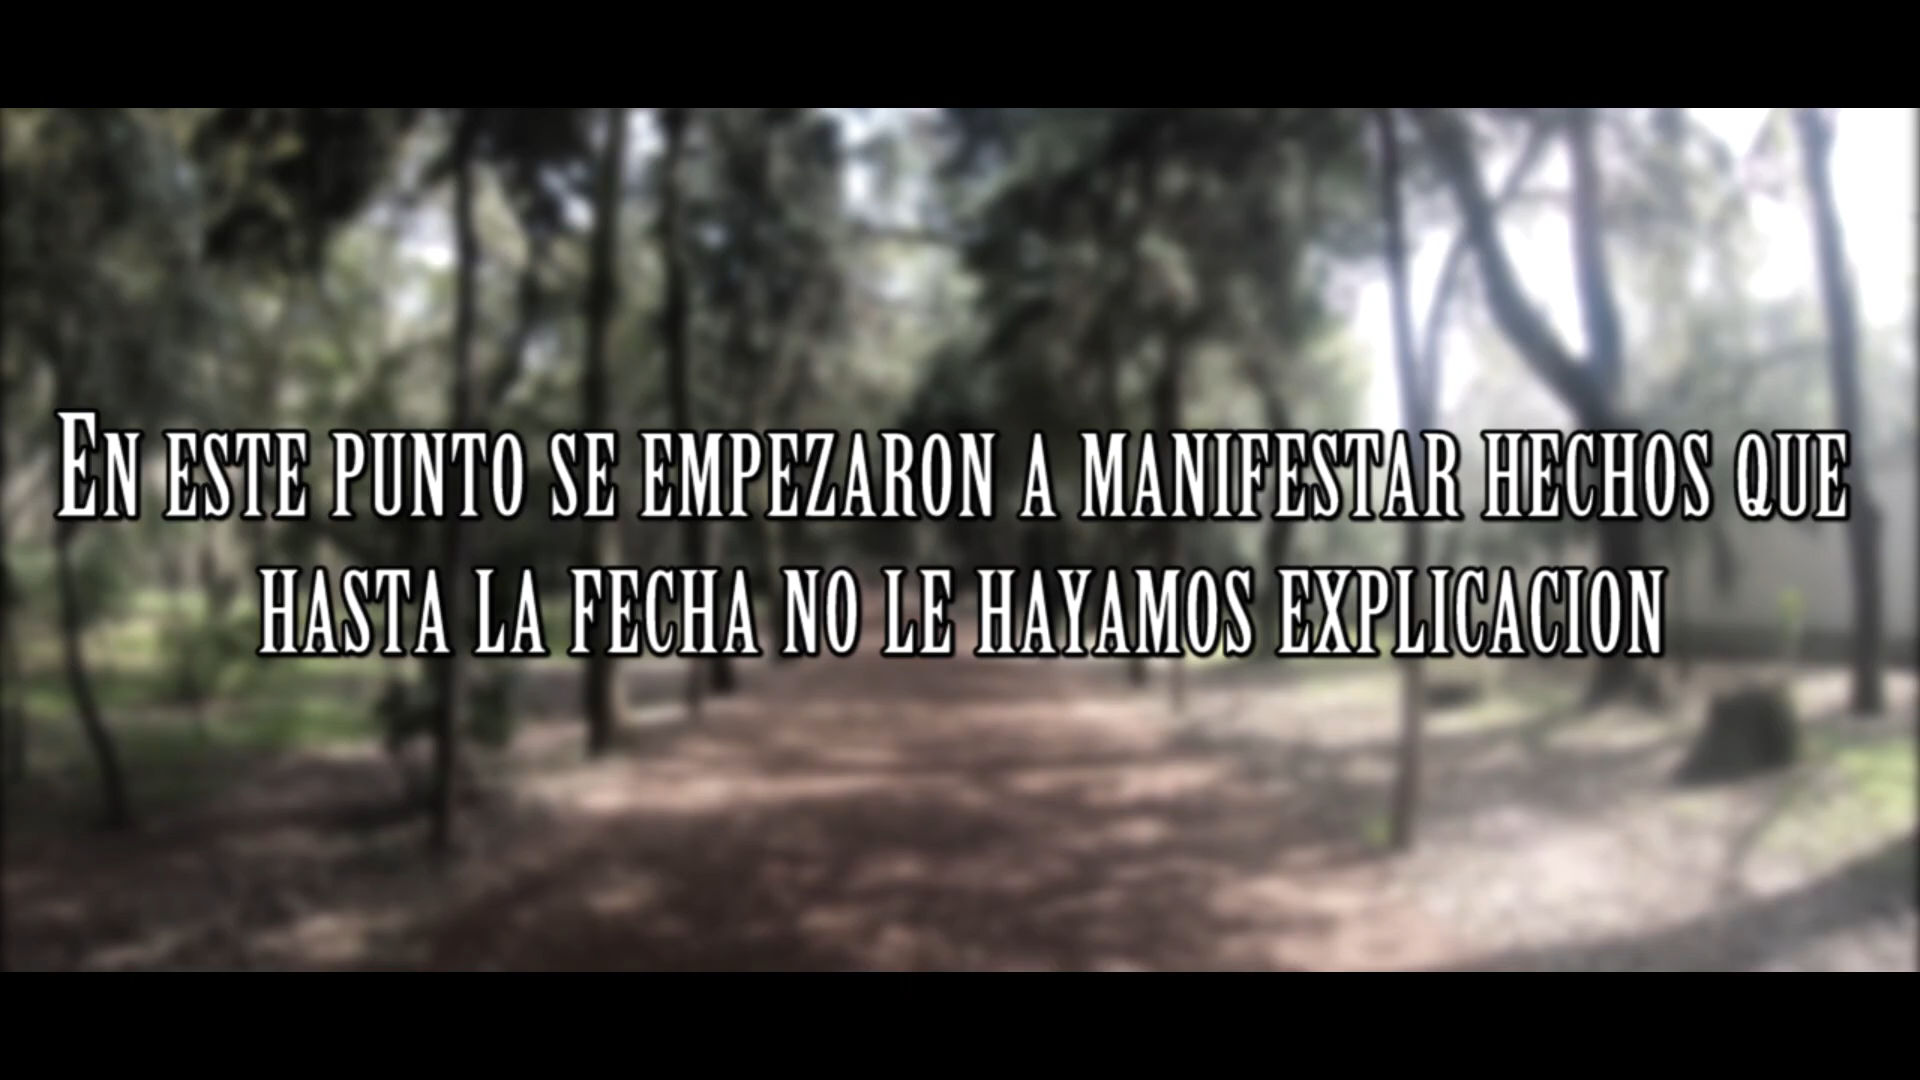 En este punto se empezaron a manifestar hechos que
hasta la fecha no le hayamos explicacion